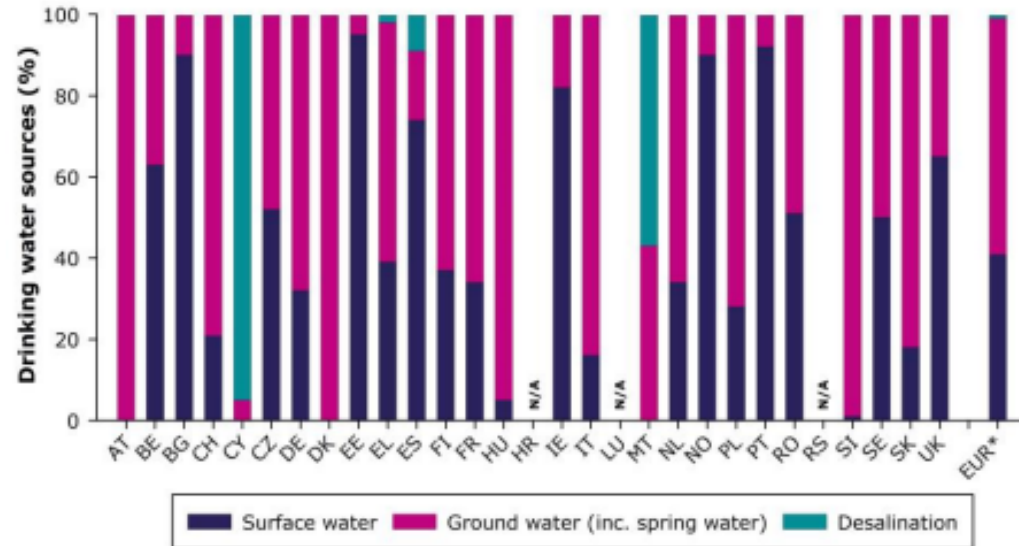 Drinking water sources (%)
100
80
60
40
20
0
N/A
N/A
N/A
AT BE BG CH CY CZ DE DK EE EL ES FI FR HU HR IE IT LU MT NL NO PL PT RO RS SI SE SK UK EUR*
Surface water Ground water (inc. spring water) Desalination